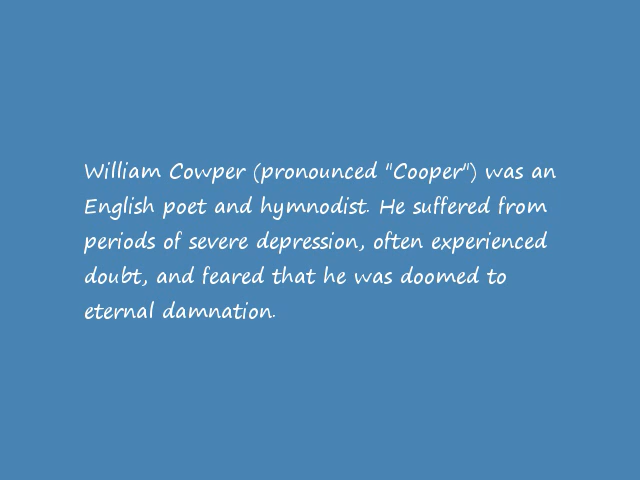 William Cowper (pronounced "Cooper") was an
English poet and hymnodist. He suffered from
periods of severe depression, often experienced
doubt, and feared that he was doomed to
eternal damnation.